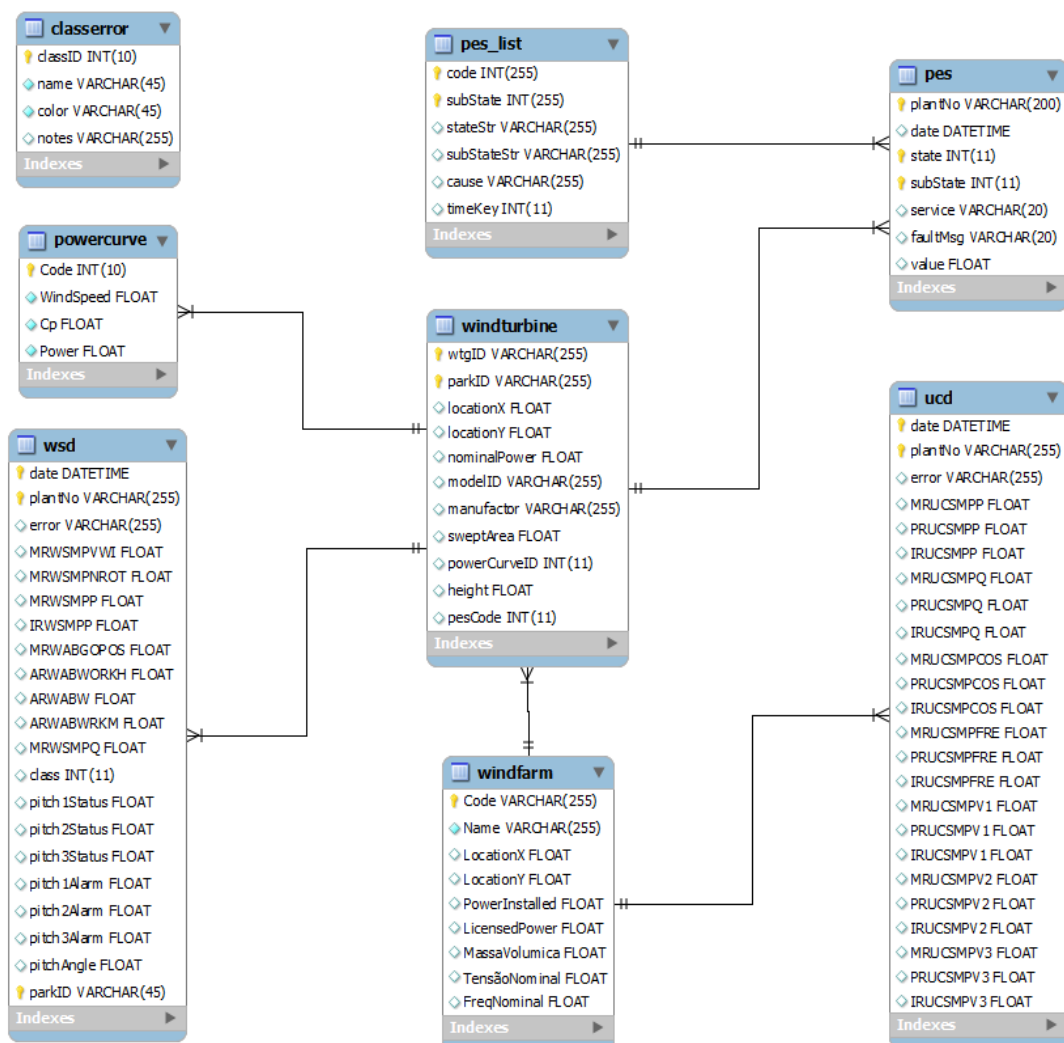 classerror
classID INT(10)
name VARCHAR(45)
color VARCHAR(45)
notes VARCHAR(255)
Indexes
pes_list
code INT(255)
subState INT(255)
stateStr VARCHAR(255)
subStateStr VARCHAR(255)
cause VARCHAR(255)
timeKey INT(11)
Indexes
pes
plantNo VARCHAR(200)
date DATETIME
state INT(11)
subState INT(11)
service VARCHAR(20)
faultMsg VARCHAR(20)
value FLOAT
Indexes
powercurve
Code INT(10)
WindSpeed FLOAT
Cp FLOAT
Power FLOAT
Indexes
windturbine
wtgID VARCHAR(255)
parkID VARCHAR(255)
locationX FLOAT
locationY FLOAT
nominalPower FLOAT
modelID VARCHAR(255)
manufactor VARCHAR(255)
sweptArea FLOAT
powerCurveID INT(11)
height FLOAT
pesCode INT(11)
Indexes
wsd
date DATETIME
plantNo VARCHAR(255)
error VARCHAR(255)
MRWSMPVWI FLOAT
MRWSMPNROT FLOAT
MRWSMPP FLOAT
IRWSMPP FLOAT
MRWABGOPOS FLOAT
ARWABWORKH FLOAT
ARWABW FLOAT
ARWABWRKM FLOAT
MRWSMPQ FLOAT
class INT(11)
pitch1Status FLOAT
pitch2Status FLOAT
pitch3Status FLOAT
pitch1Alarm FLOAT
pitch2Alarm FLOAT
pitch3Alarm FLOAT
pitchAngle FLOAT
parkID VARCHAR(45)
Indexes
windfarm
Code VARCHAR(255)
Name VARCHAR(255)
LocationX FLOAT
LocationY FLOAT
PowerInstalled FLOAT
LicensedPower FLOAT
MassaVolumica FLOAT
TensãoNominal FLOAT
FreqNominal FLOAT
Indexes
ucd
date DATETIME
plantNo VARCHAR(255)
error VARCHAR(255)
MRUCSMPP FLOAT
PRUCSMPP FLOAT
IRUCSMPP FLOAT
MRUCSMPQ FLOAT
PRUCSMPQ FLOAT
IRUCSMPQ FLOAT
MRUCSMPCOS FLOAT
PRUCSMPCOS FLOAT
IRUCSMPCOS FLOAT
MRUCSMPFRE FLOAT
PRUCSMPFRE FLOAT
IRUCSMPFRE FLOAT
MRUCSMPV1 FLOAT
PRUCSMPV1 FLOAT
IRUCSMPV1 FLOAT
MRUCSMPV2 FLOAT
PRUCSMPV2 FLOAT
IRUCSMPV2 FLOAT
MRUCSMPV3 FLOAT
PRUCSMPV3 FLOAT
IRUCSMPV3 FLOAT
Indexes